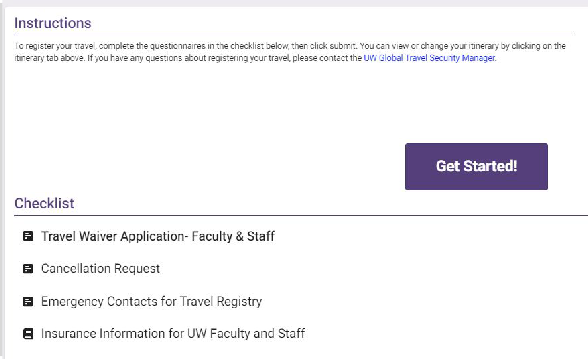 Instructions
To register your travel, complete the questionnaires in the checklist below, then click submit. You can view or change your itinerary by clicking on the
itinerary tab above. If you have any questions about registering your travel, please contact the UW Global Travel Security Manager.
Get Started!
Checklist
Travel Waiver Application- Faculty & Staff
Cancellation Request
Emergency Contacts for Travel Registry
Insurance Information for UW Faculty and Staff